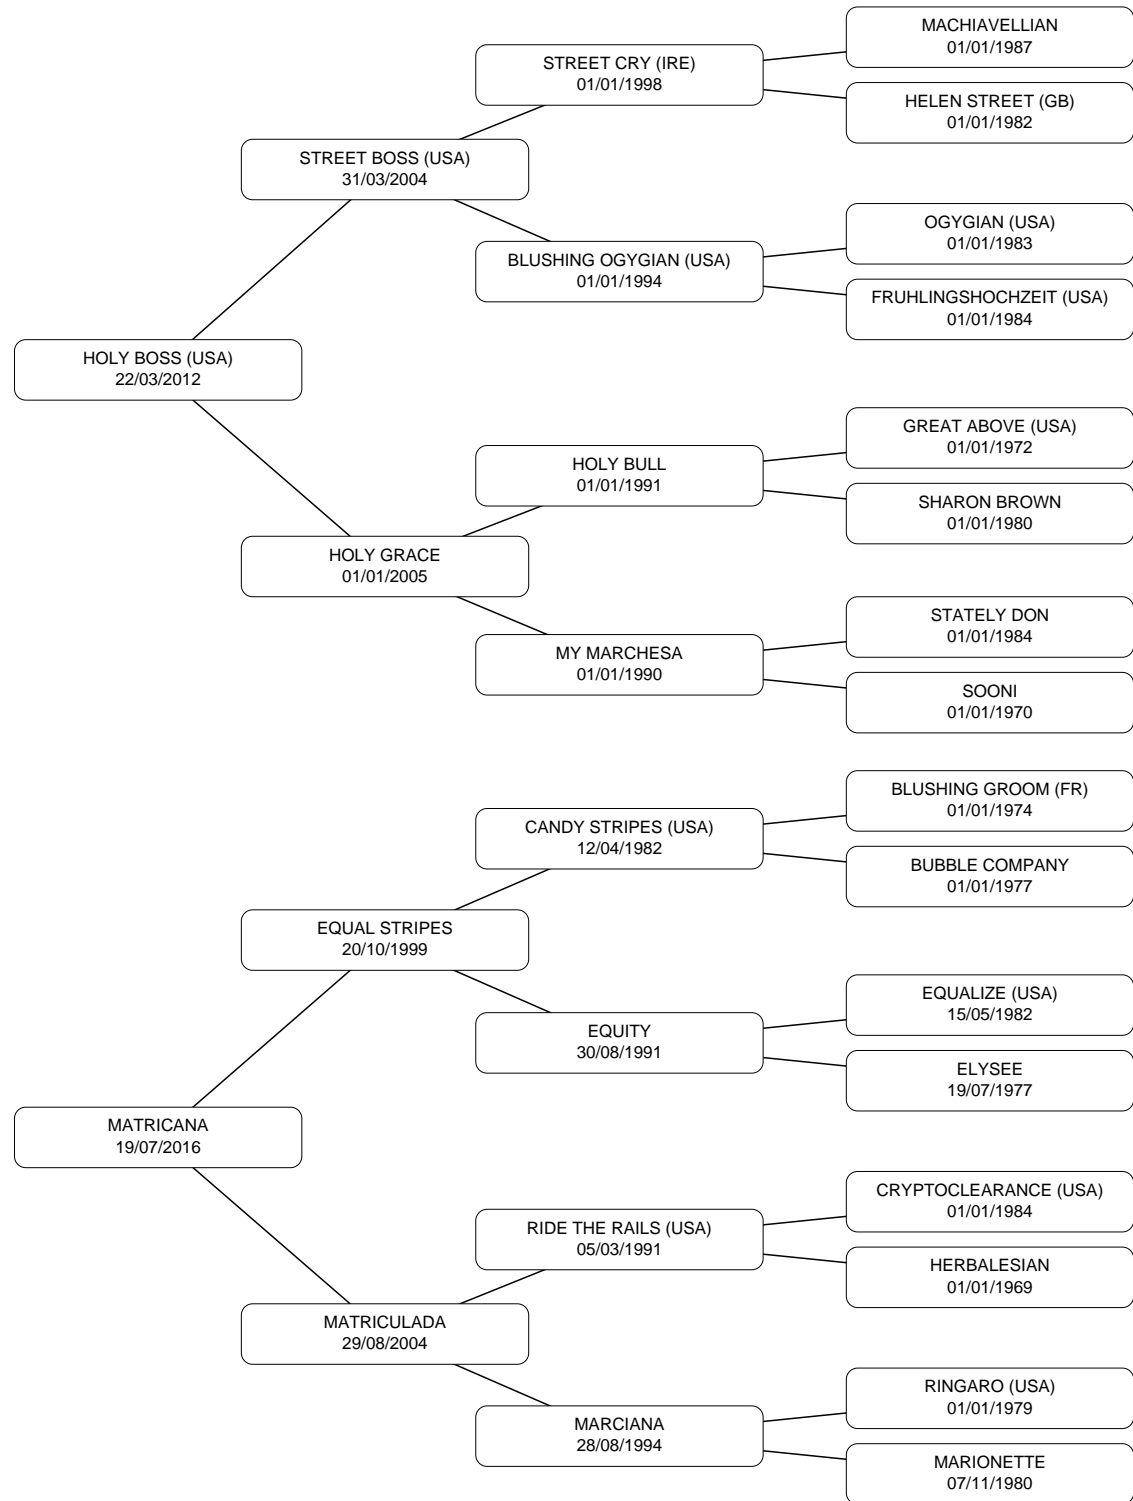 MACHIAVELLIAN
01/01/1987
STREET CRY (IRE)
01/01/1998
HELEN STREET (GB)
01/01/1982
STREET BOSS (USA)
31/03/2004
OGYGIAN (USA)
01/01/1983
BLUSHING OGYGIAN (USA)
01/01/1994
FRUHLINGSHOCHZEIT (USA)
01/01/1984
HOLY BOSS (USA)
22/03/2012
GREAT ABOVE (USA)
01/01/1972
HOLY BULL
01/01/1991
SHARON BROWN
01/01/1980
HOLY GRACE
01/01/2005
STATELY DON
01/01/1984
MY MARCHESA
01/01/1990
SOONI
01/01/1970
BLUSHING GROOM (FR)
01/01/1974
CANDY STRIPES (USA)
12/04/1982
BUBBLE COMPANY
01/01/1977
EQUAL STRIPES
20/10/1999
EQUALIZE (USA)
15/05/1982
EQUITY
30/08/1991
ELYSEE
19/07/1977
MATRICANA
19/07/2016
CRYPTOCLEARANCE (USA)
01/01/1984
RIDE THE RAILS (USA)
05/03/1991
HERBALESIAN
01/01/1969
MATRICULADA
29/08/2004
RINGARO (USA)
01/01/1979
MARCIANA
28/08/1994
MARIONETTE
07/11/1980